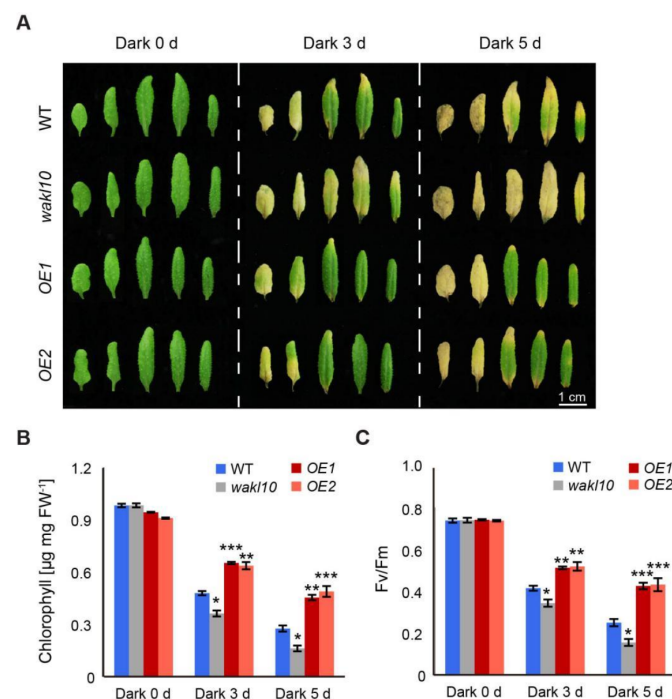 A
Dark 0 d Dark 3 d Dark 5 d
WT
wakl10
OE1
OE2
1 cm
B
Chlorophyll [µg mg FW⁻¹]
WT OE1
wakl10 OE2
1.2
0.9
0.6
0.3
0
*** **
*
** ***
*
Dark 0 d Dark 3 d Dark 5 d
C
Fv/Fm
WT OE1
wakl10 OE2
1.0
0.8
0.6
0.4
0.2
0
** **
*
*** ***
*
Dark 0 d Dark 3 d Dark 5 d